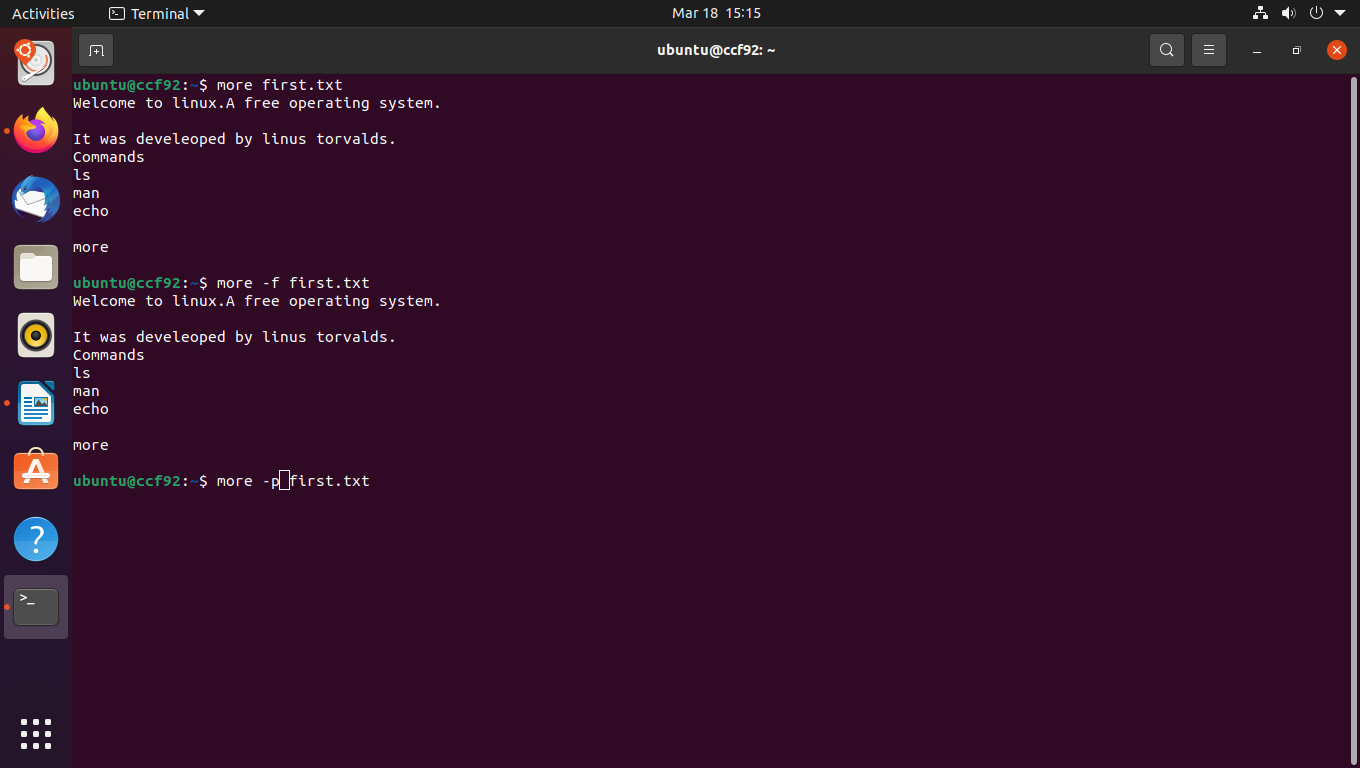 Activities Terminal Mar 18 15:15
ubuntu@ccf92: ~
ubuntu@ccf92:~$ more first.txt
Welcome to linux.A free operating system.
It was develeoped by linus torvalds.
Commands
ls
man
echo
more
ubuntu@ccf92:~$ more -f first.txt
Welcome to linux.A free operating system.
It was develeoped by linus torvalds.
Commands
ls
man
echo
more
ubuntu@ccf92:~$ more -p first.txt